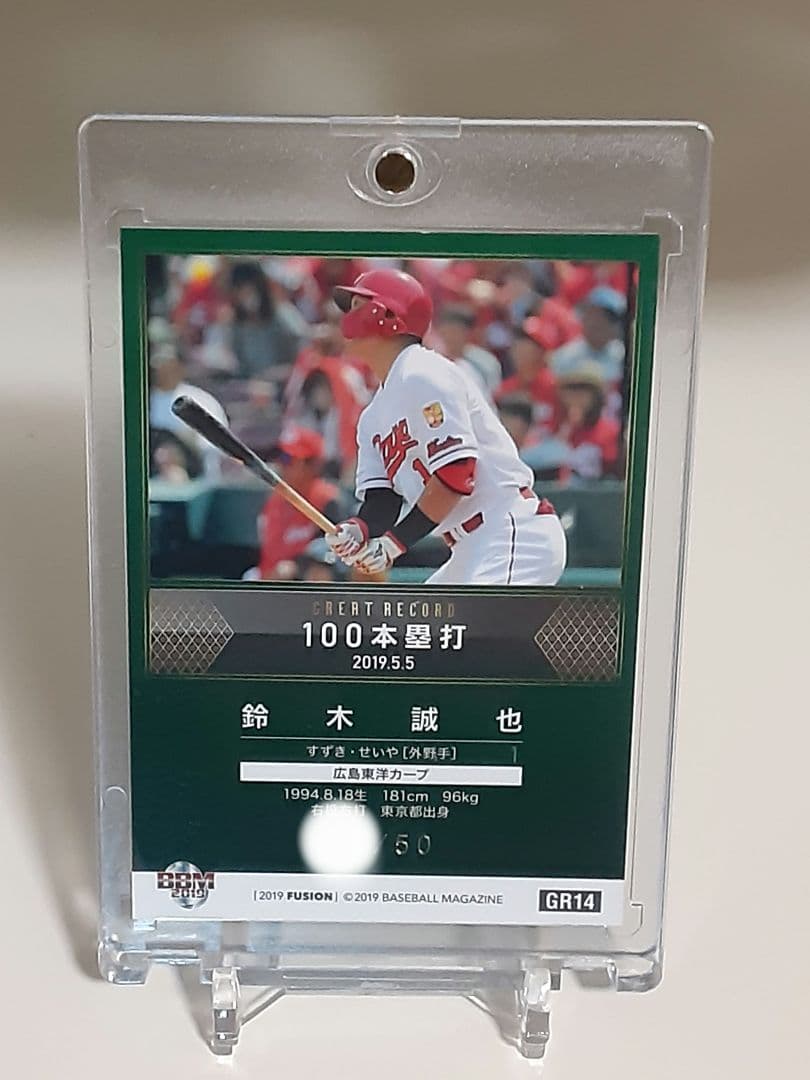 GREAT RECORD
100本塁打
2019.5.5
鈴木誠也
すずき・せいや [外野手] 1
広島東洋カープ
1994.8.18生 181cm 96kg
右投右打 東京都出身
/50
BBM
2019
[2019 FUSION] ©2019 BASEBALL MAGAZINE
GR14